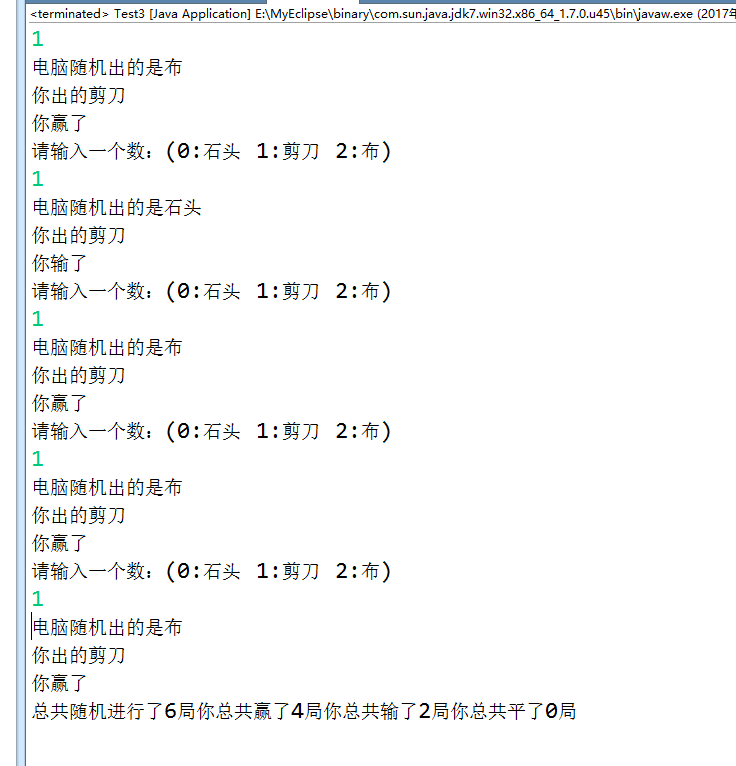 <terminated> Test3 [Java Application] E:\MyEclipse\binary\com.sun.java.jdk7.win32.x86_64_1.7.0.u45\bin\javaw.exe (2017年
1
电脑随机出的是布
你出的剪刀
你赢了
请输入一个数：(0:石头 1:剪刀 2:布)
1
电脑随机出的是石头
你出的剪刀
你输了
请输入一个数：(0:石头 1:剪刀 2:布)
1
电脑随机出的是布
你出的剪刀
你赢了
请输入一个数：(0:石头 1:剪刀 2:布)
1
电脑随机出的是布
你出的剪刀
你赢了
请输入一个数：(0:石头 1:剪刀 2:布)
1
电脑随机出的是布
你出的剪刀
你赢了
总共随机进行了6局你总共赢了4局你总共输了2局你总共平了0局